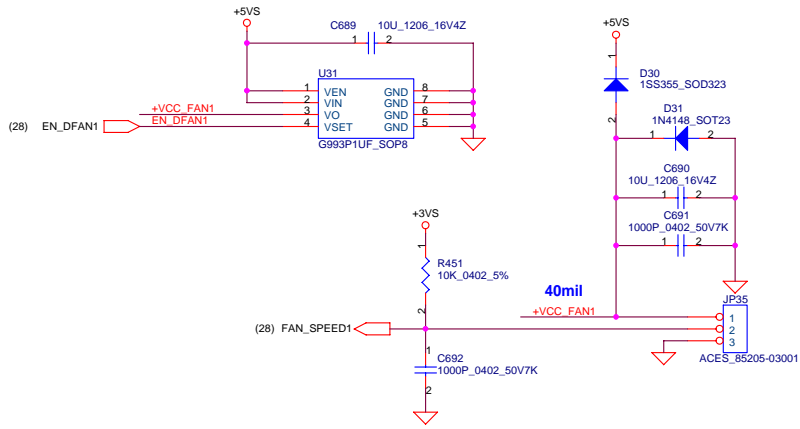 +5VS
C689 10U_1206_16V4Z
1 2
U31
1 VEN GND 8
2 VIN GND 7
+VCC_FAN1 3 VO GND 6
(28) EN_DFAN1 EN_DFAN1 4 VSET GND 5
G993P1UF_SOP8
+5VS
1
D30
1SS355_SOD323
2
D31
1N4148_SOT23
1 2
C690
10U_1206_16V4Z
1 2
C691
1000P_0402_50V7K
1 2
+3VS
1
R451
10K_0402_5%
2
40mil
+VCC_FAN1
JP35
1
2
3
ACES_85205-03001
(28) FAN_SPEED1
1
C692
1000P_0402_50V7K
2